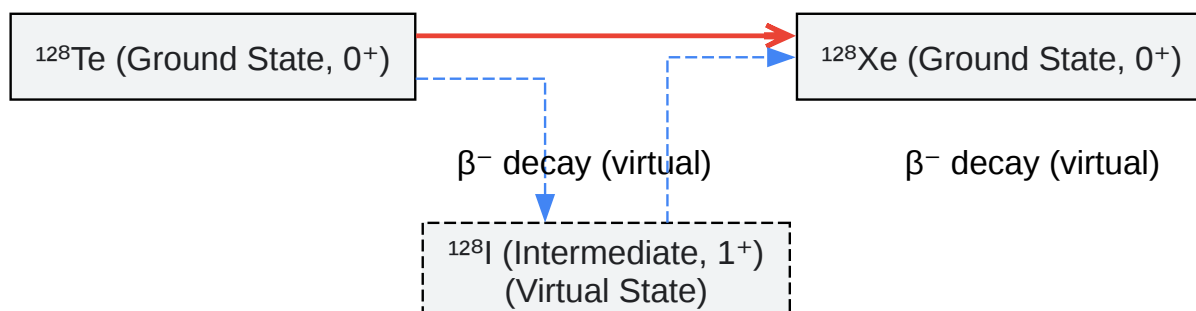 ¹²⁸Te (Ground State, 0⁺)
¹²⁸Xe (Ground State, 0⁺)
β⁻ decay (virtual)
β⁻ decay (virtual)
¹²⁸I (Intermediate, 1⁺)
(Virtual State)